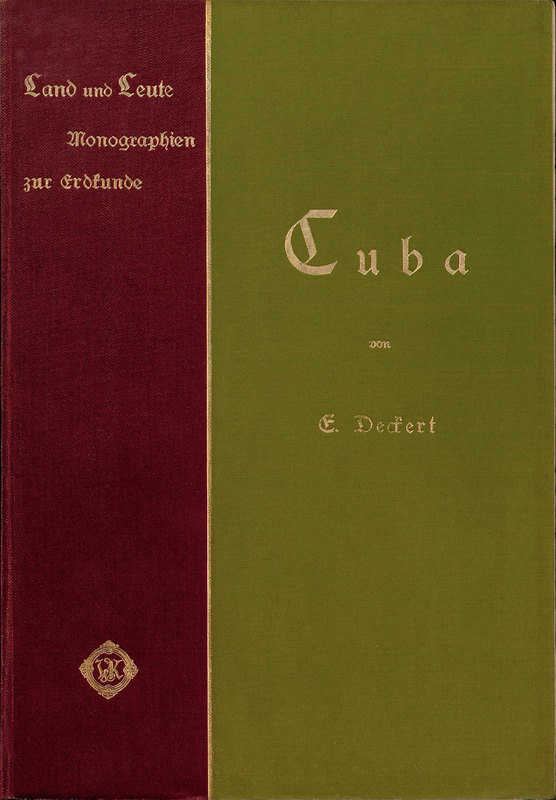 Land und Leute
Monographien
zur Erdkunde
Cuba
von
E. Deckert
V&K